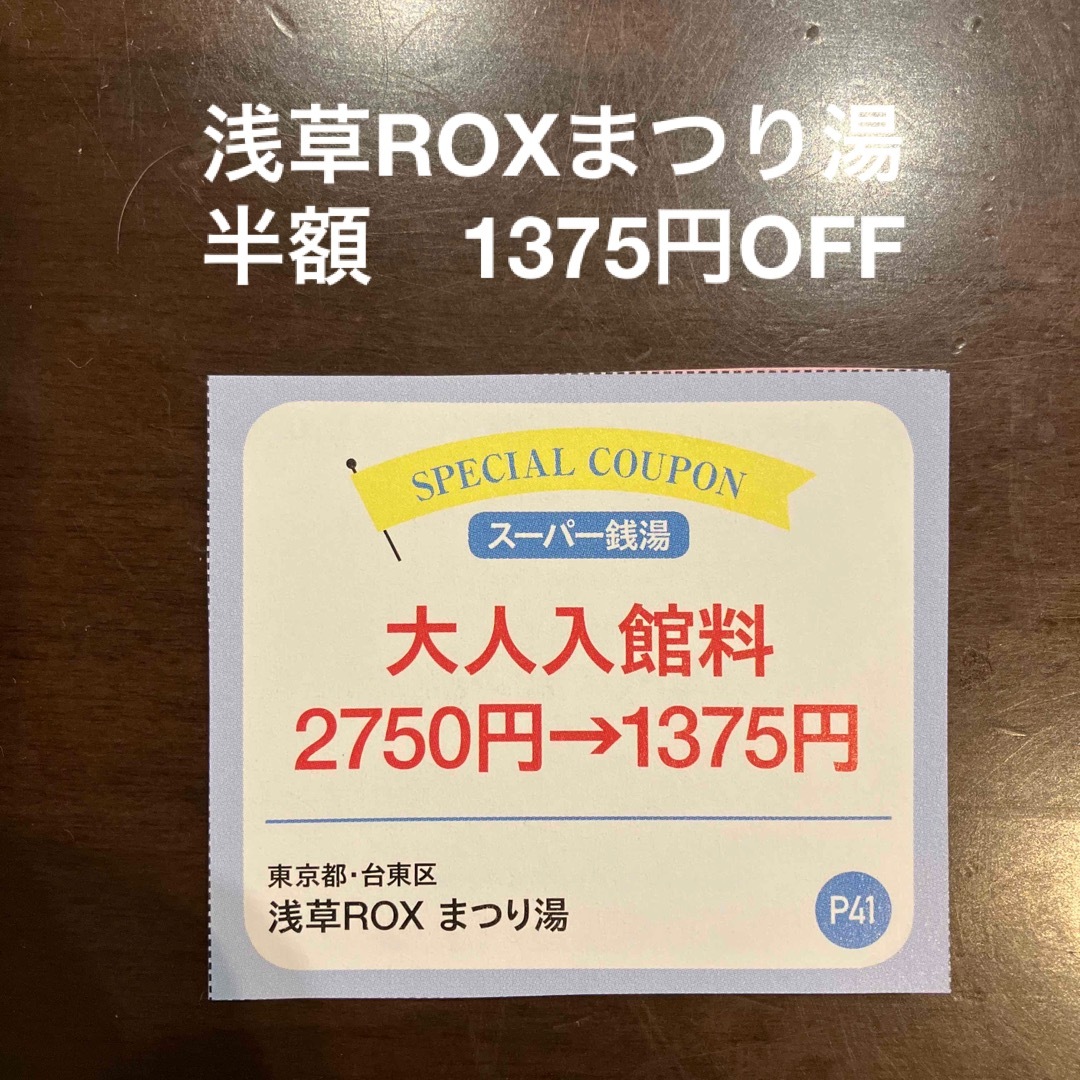 浅草ROXまつり湯
半額　1375円OFF
SPECIAL COUPON
スーパー銭湯
大人入館料
2750円→1375円
東京都・台東区
浅草ROX まつり湯
P41